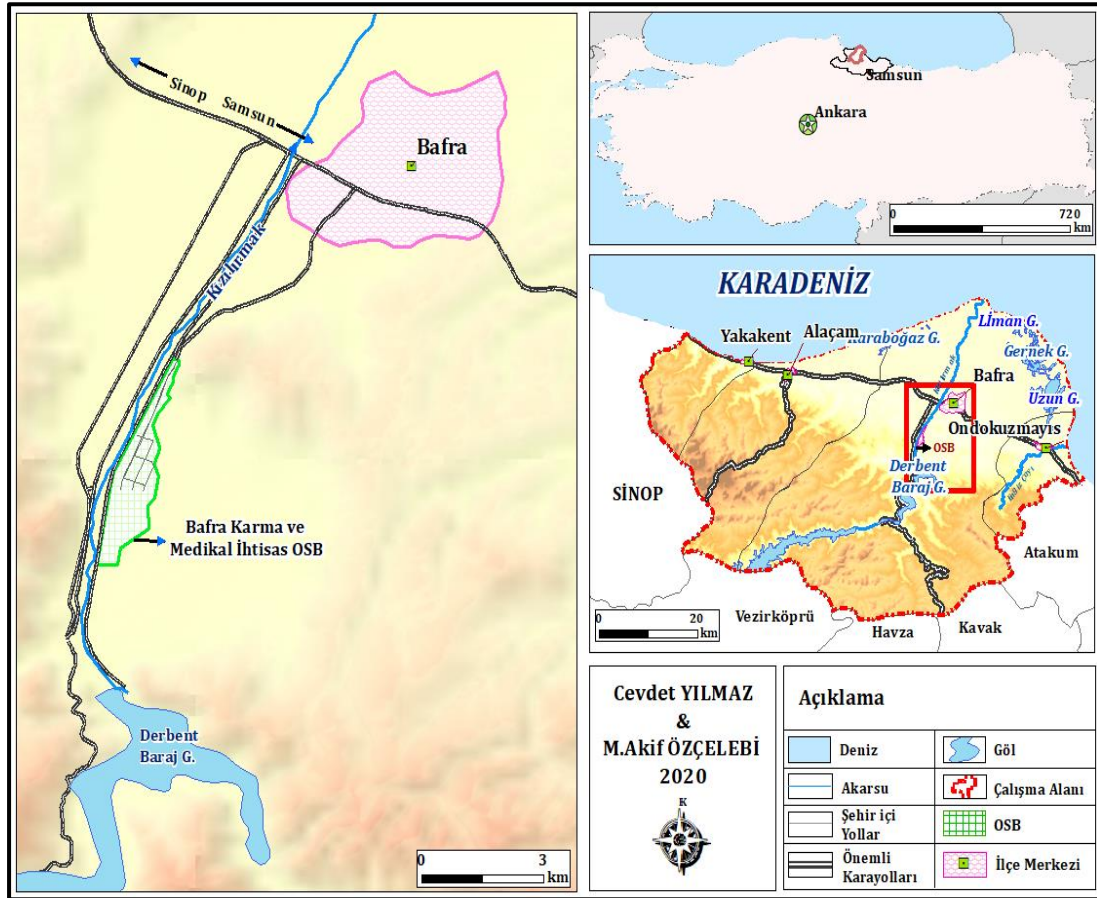 Sinop Samsun
Bafra
Kızılırmak
Bafra Karma ve
Medikal İhtisas OSB
Derbent
Baraj G.
0 3
km
Samsun
Ankara
0 720
km
KARADENİZ
Yakakent
Alaçam
Karaboğaz G.
Liman G.
Gernek G.
Bafra
Uzun G.
Ondokuzmayıs
OSB
Derbent
Baraj G.
SİNOP
Atakum
Vezirköprü
Havza
Kavak
0 20
km
Cevdet YILMAZ
&
M.Akif ÖZÇELEBİ
2020
K
Açıklama
Deniz
Göl
Akarsu
Çalışma Alanı
Şehir içi
Yollar
OSB
Önemli
Karayolları
İlçe Merkezi